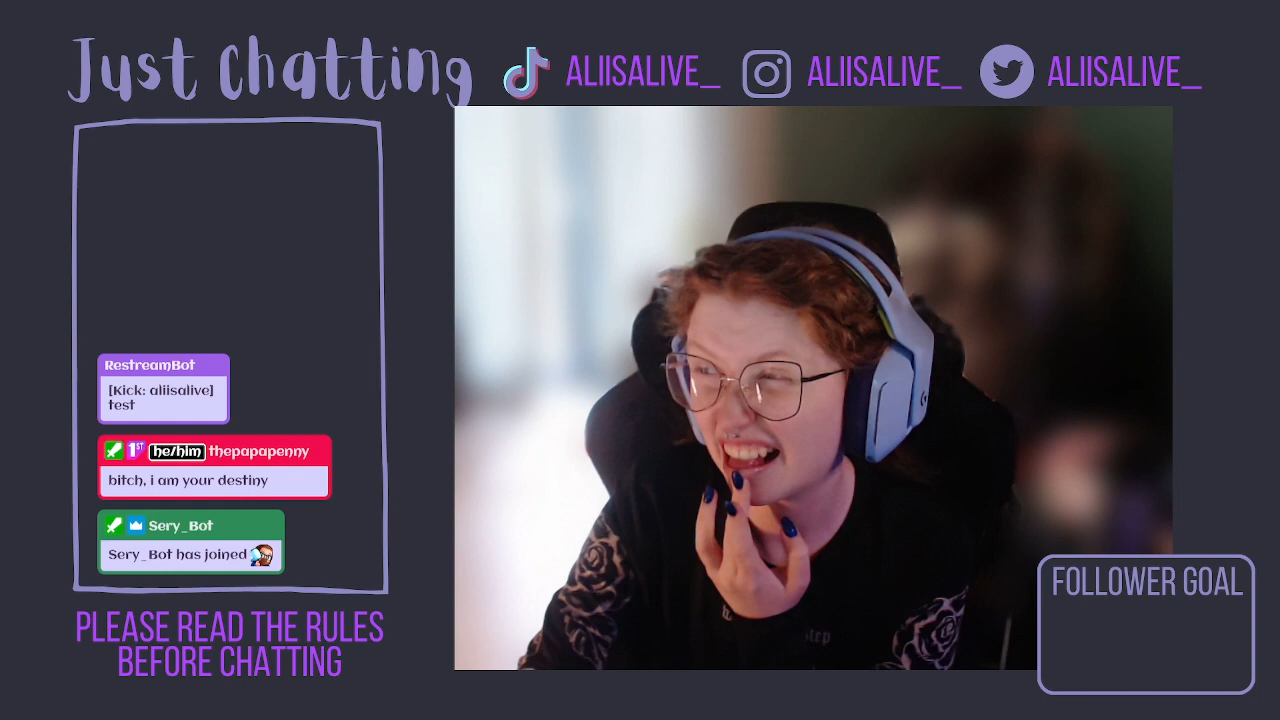 Just Chatting
ALIISALIVE_
ALIISALIVE_
ALIISALIVE_
RestreamBot
[Kick: aliisalive]
test
1ST he/him thepapapenny
bitch, i am your destiny
Sery_Bot
Sery_Bot has joined
PLEASE READ THE RULES
BEFORE CHATTING
FOLLOWER GOAL